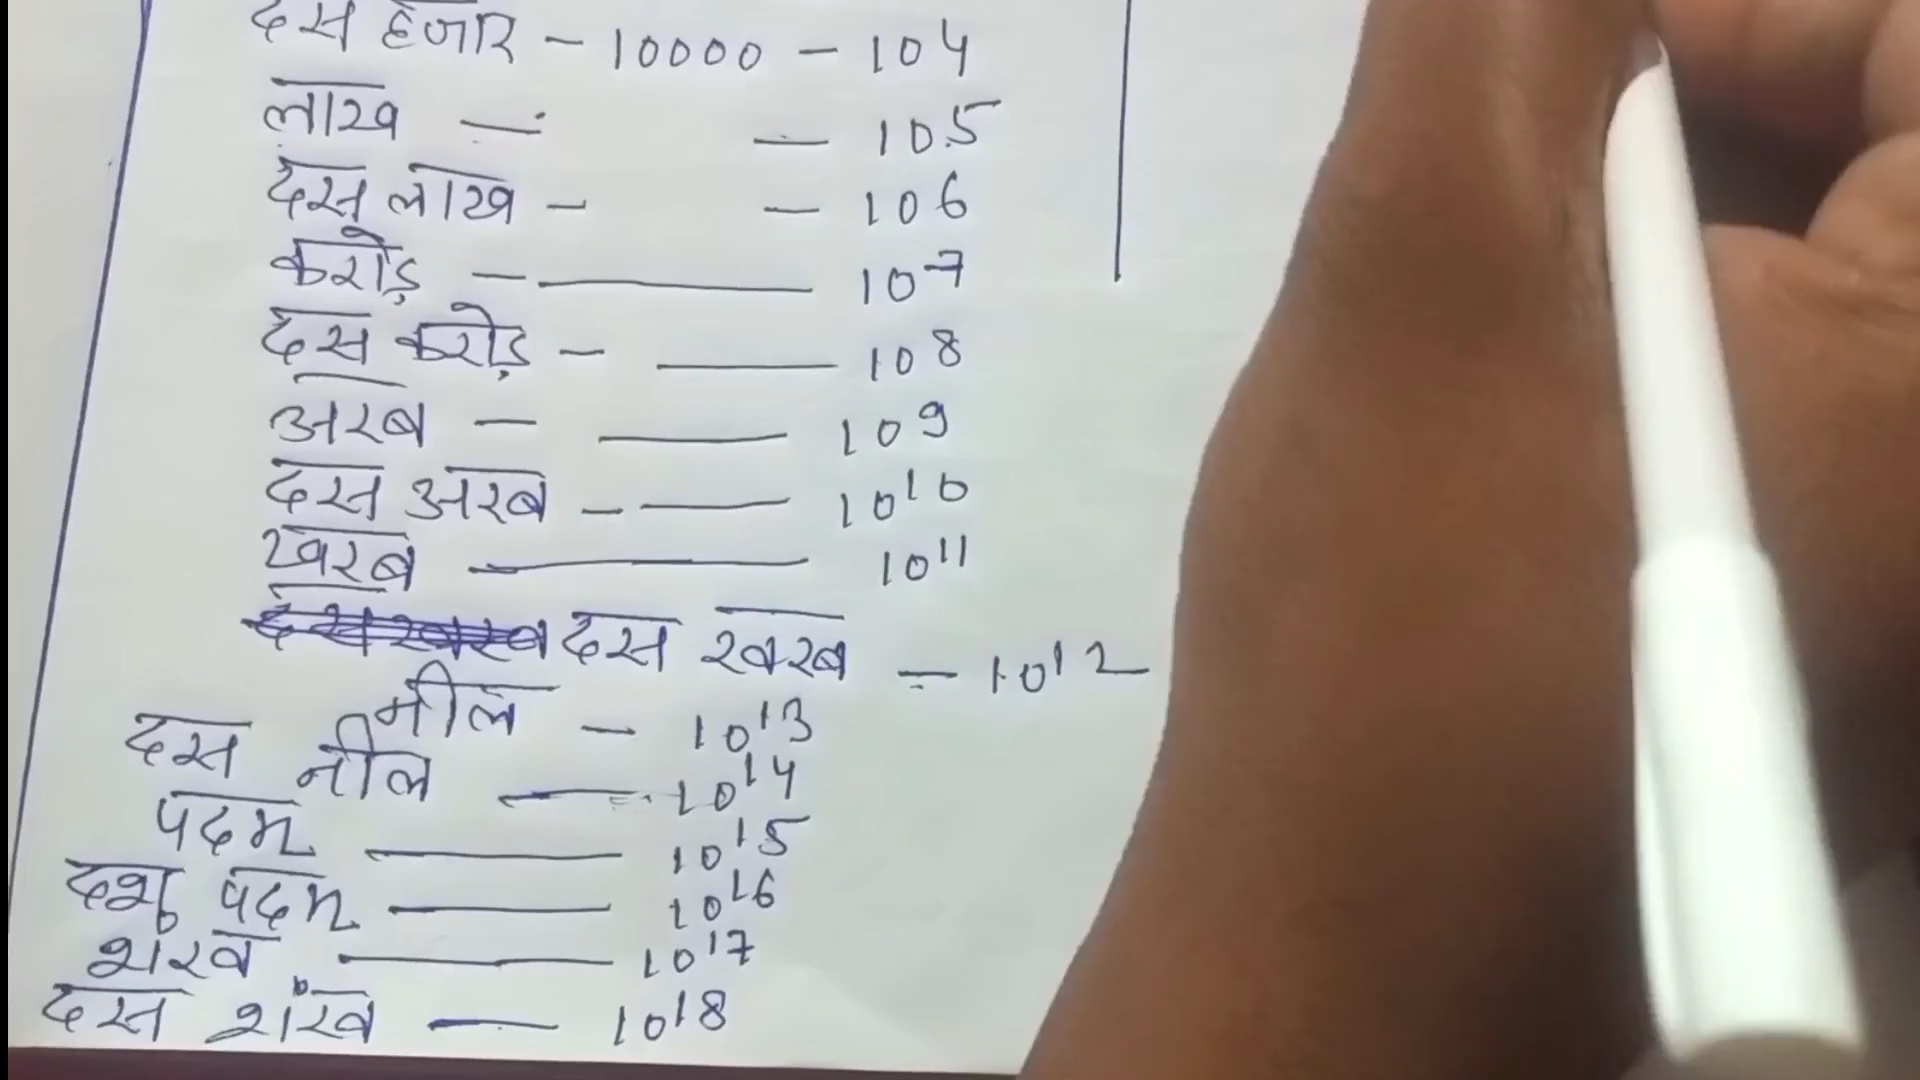 दस हजार - 10000 - 10⁴
लाख — — 10⁵
दस लाख - — 10⁶
करोड़ — 10⁷
दस करोड़ - — 10⁸
अरब — — 10⁹
दस अरब - — 10¹⁰
खरब — 10¹¹
दस खरब — 10¹²
नील — 10¹³
दस नील — 10¹⁴
पदम — 10¹⁵
दश पदम — 10¹⁶
शंख — 10¹⁷
दस शंख — 10¹⁸